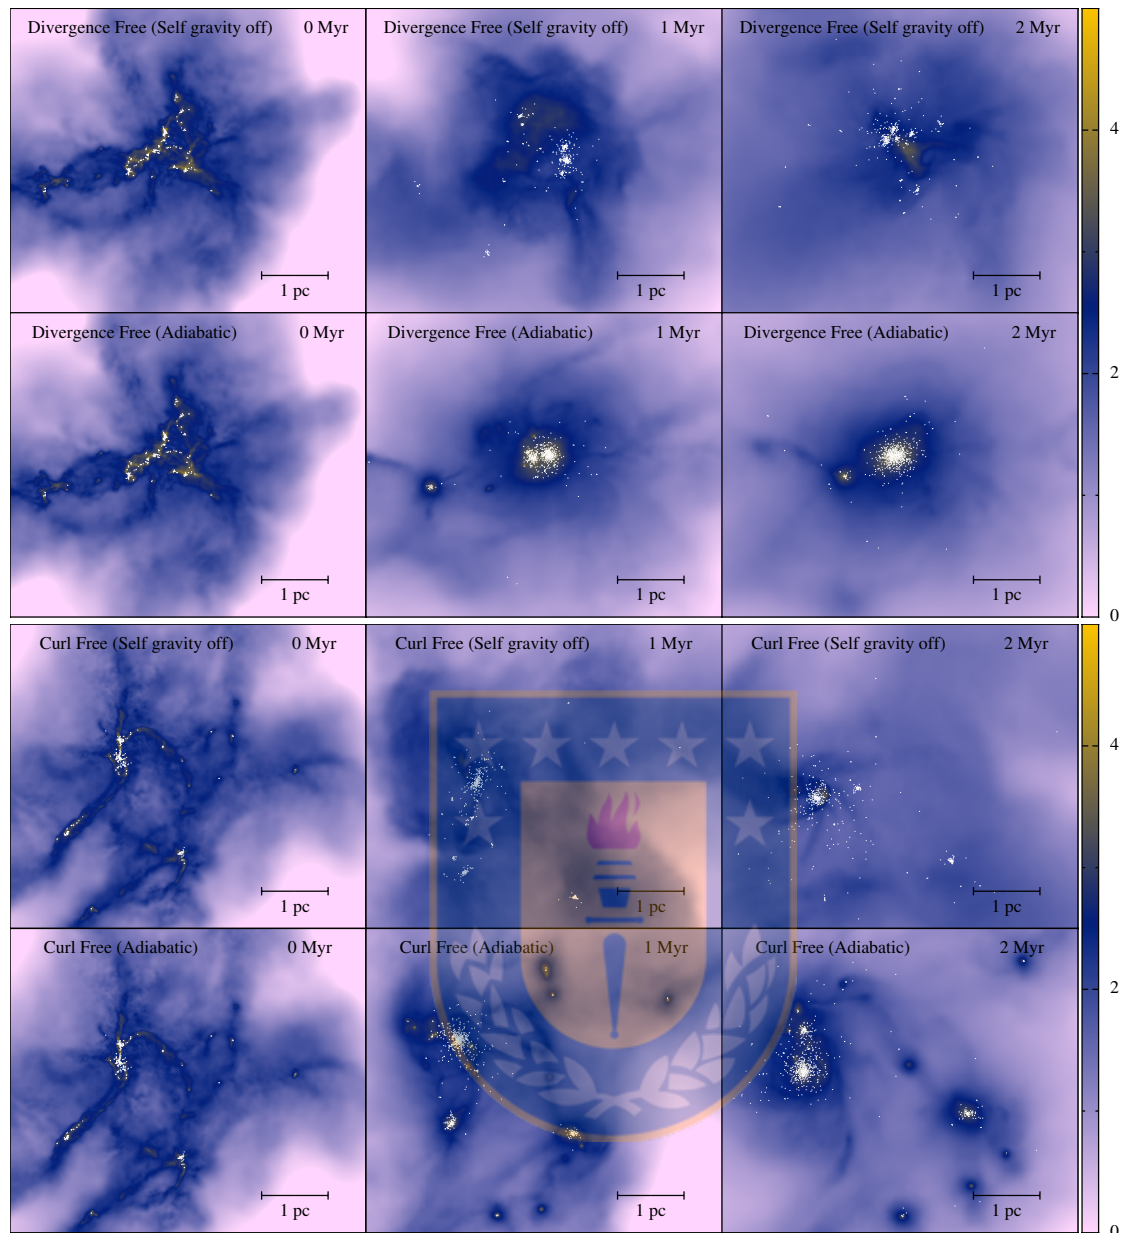 Divergence Free (Self gravity off) 0 Myr
Divergence Free (Self gravity off) 1 Myr
Divergence Free (Self gravity off) 2 Myr
4
1 pc
1 pc
1 pc
Divergence Free (Adiabatic) 0 Myr
Divergence Free (Adiabatic) 1 Myr
Divergence Free (Adiabatic) 2 Myr
2
1 pc
1 pc
1 pc
0
Curl Free (Self gravity off) 0 Myr
Curl Free (Self gravity off) 1 Myr
Curl Free (Self gravity off) 2 Myr
4
1 pc
1 pc
1 pc
Curl Free (Adiabatic) 0 Myr
Curl Free (Adiabatic) 1 Myr
Curl Free (Adiabatic) 2 Myr
2
1 pc
1 pc
1 pc
0